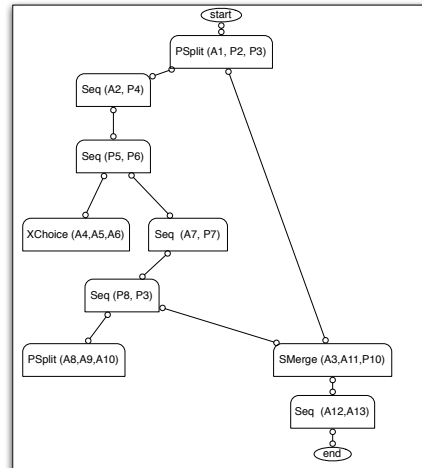 start
PSplit (A1, P2, P3)
Seq (A2, P4)
Seq (P5, P6)
XChoice (A4,A5,A6)
Seq (A7, P7)
Seq (P8, P3)
PSplit (A8,A9,A10)
SMerge (A3,A11,P10)
Seq (A12,A13)
end